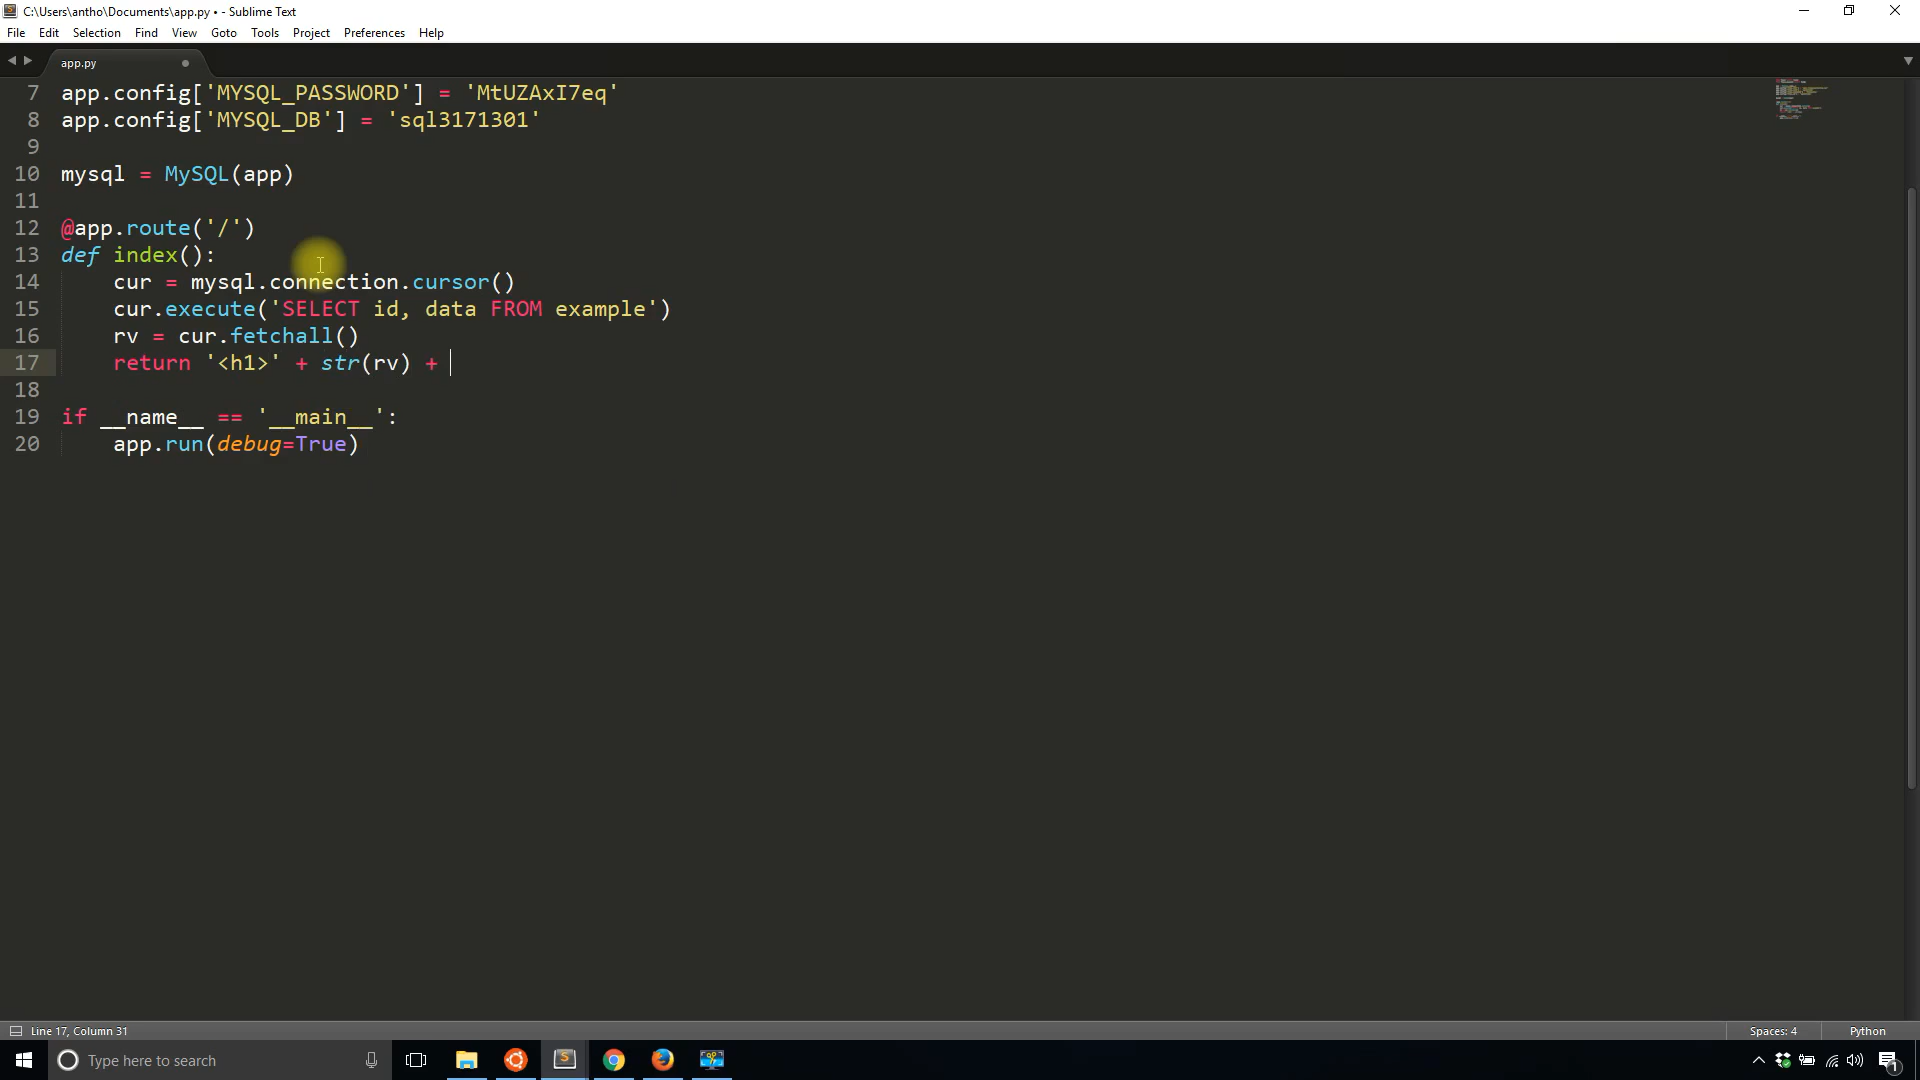 C:\Users\antho\Documents\app.py • - Sublime Text
File Edit Selection Find View Goto Tools Project Preferences Help
app.py
7 app.config['MYSQL_PASSWORD'] = 'MtUZAxI7eq'
8 app.config['MYSQL_DB'] = 'sql3171301'
9
10 mysql = MySQL(app)
11
12 @app.route('/')
13 def index():
14     cur = mysql.connection.cursor()
15     cur.execute('SELECT id, data FROM example')
16     rv = cur.fetchall()
17     return '<h1>' + str(rv) +
18
19 if __name__ == '__main__':
20     app.run(debug=True)
Line 17, Column 31 Spaces: 4 Python
Type here to search 1